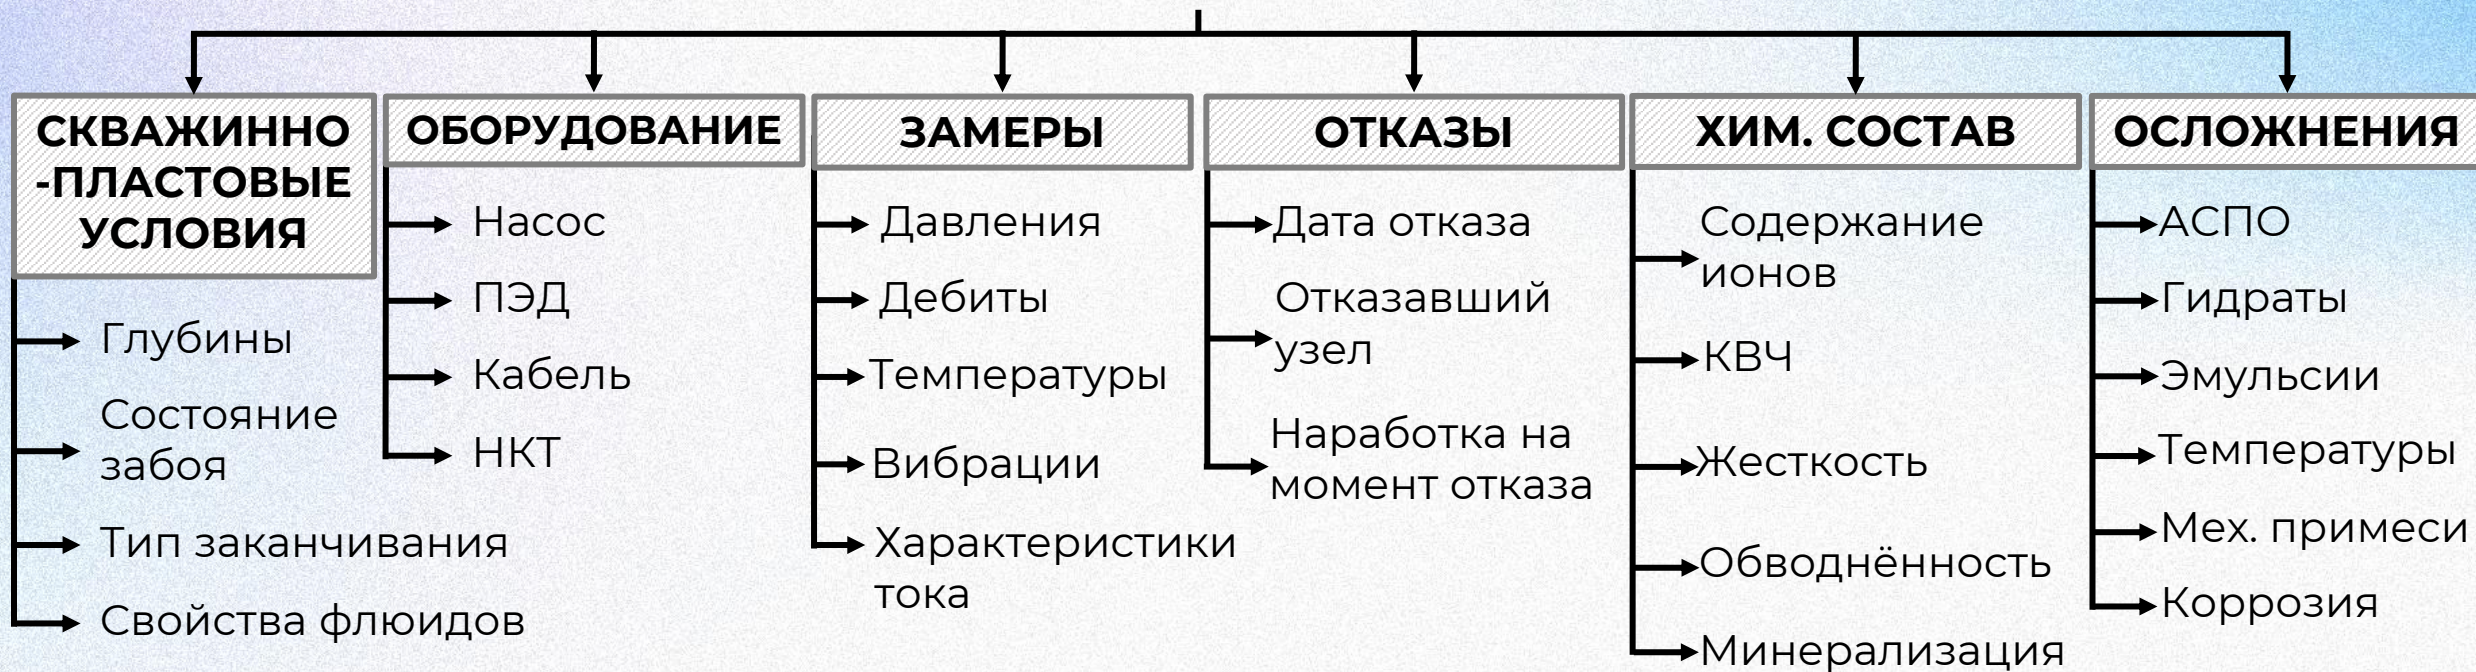 СКВАЖИННО
-ПЛАСТОВЫЕ
УСЛОВИЯ
Глубины
Состояние
забоя
Тип заканчивания
Свойства флюидов
ОБОРУДОВАНИЕ
Насос
ПЭД
Кабель
НКТ
ЗАМЕРЫ
Давления
Дебиты
Температуры
Вибрации
Характеристики
тока
ОТКАЗЫ
Дата отказа
Отказавший
узел
Наработка на
момент отказа
ХИМ. СОСТАВ
Содержание
ионов
КВЧ
Жесткость
Обводнённость
Минерализация
ОСЛОЖНЕНИЯ
АСПО
Гидраты
Эмульсии
Температуры
Мех. примеси
Коррозия